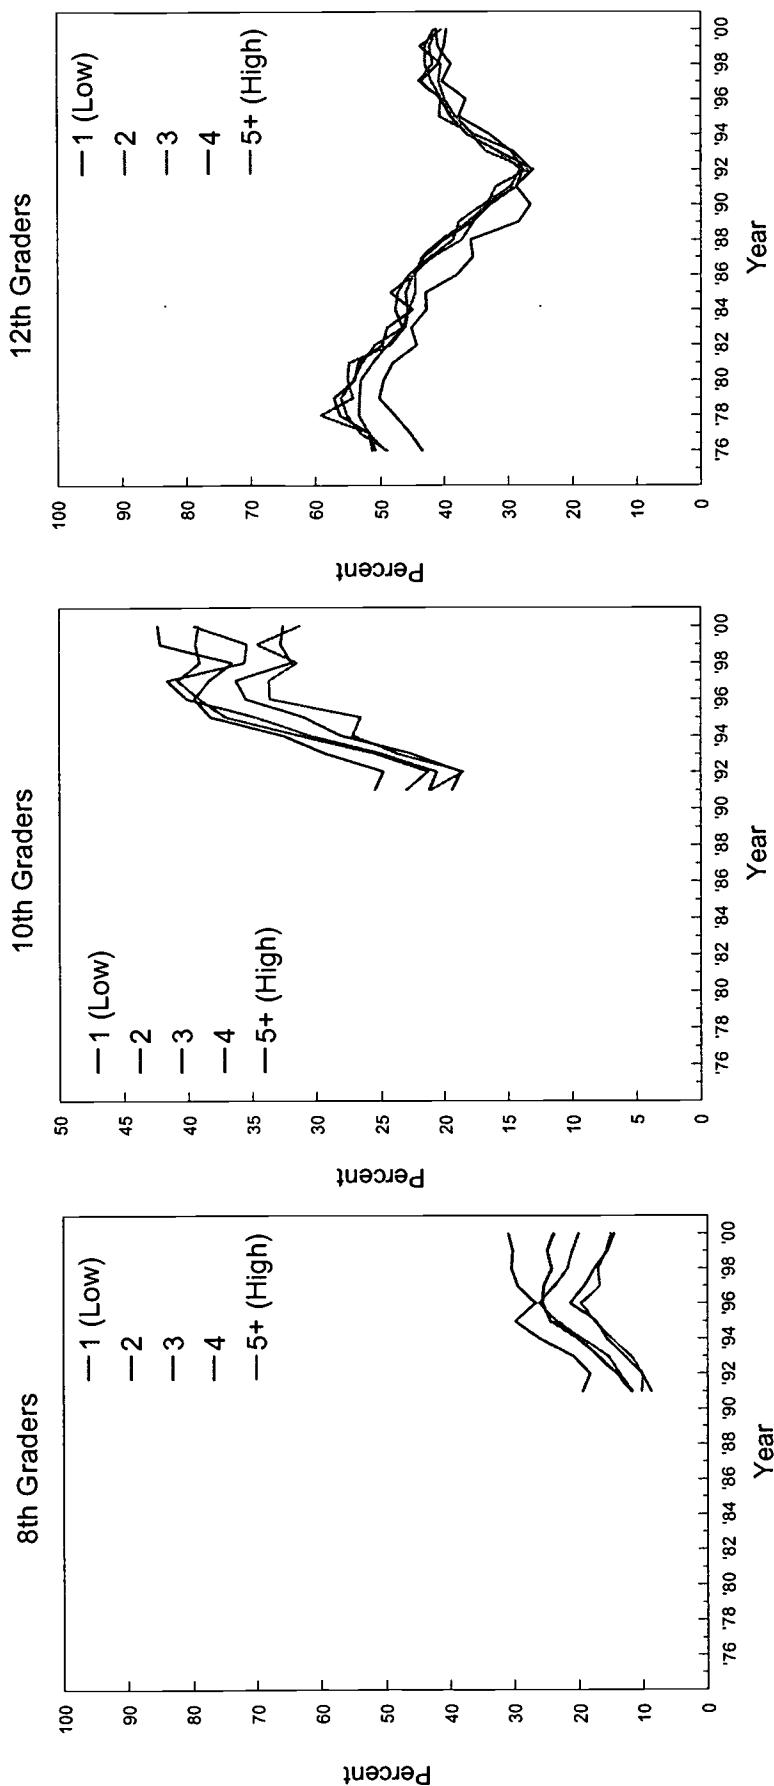 8th Graders
— 1 (Low)
— 2
— 3
— 4
— 5+ (High)
Percent
100
90
80
70
60
50
40
30
20
10
0
'76 '78 '80 '82 '84 '86 '88 '90 '92 '94 '96 '98 '00
Year
10th Graders
— 1 (Low)
— 2
— 3
— 4
— 5+ (High)
Percent
50
45
40
35
30
25
20
15
10
5
0
'76 '78 '80 '82 '84 '86 '88 '90 '92 '94 '96 '98 '00
Year
12th Graders
— 1 (Low)
— 2
— 3
— 4
— 5+ (High)
Percent
100
90
80
70
60
50
40
30
20
10
0
'76 '78 '80 '82 '84 '86 '88 '90 '92 '94 '96 '98 '00
Year